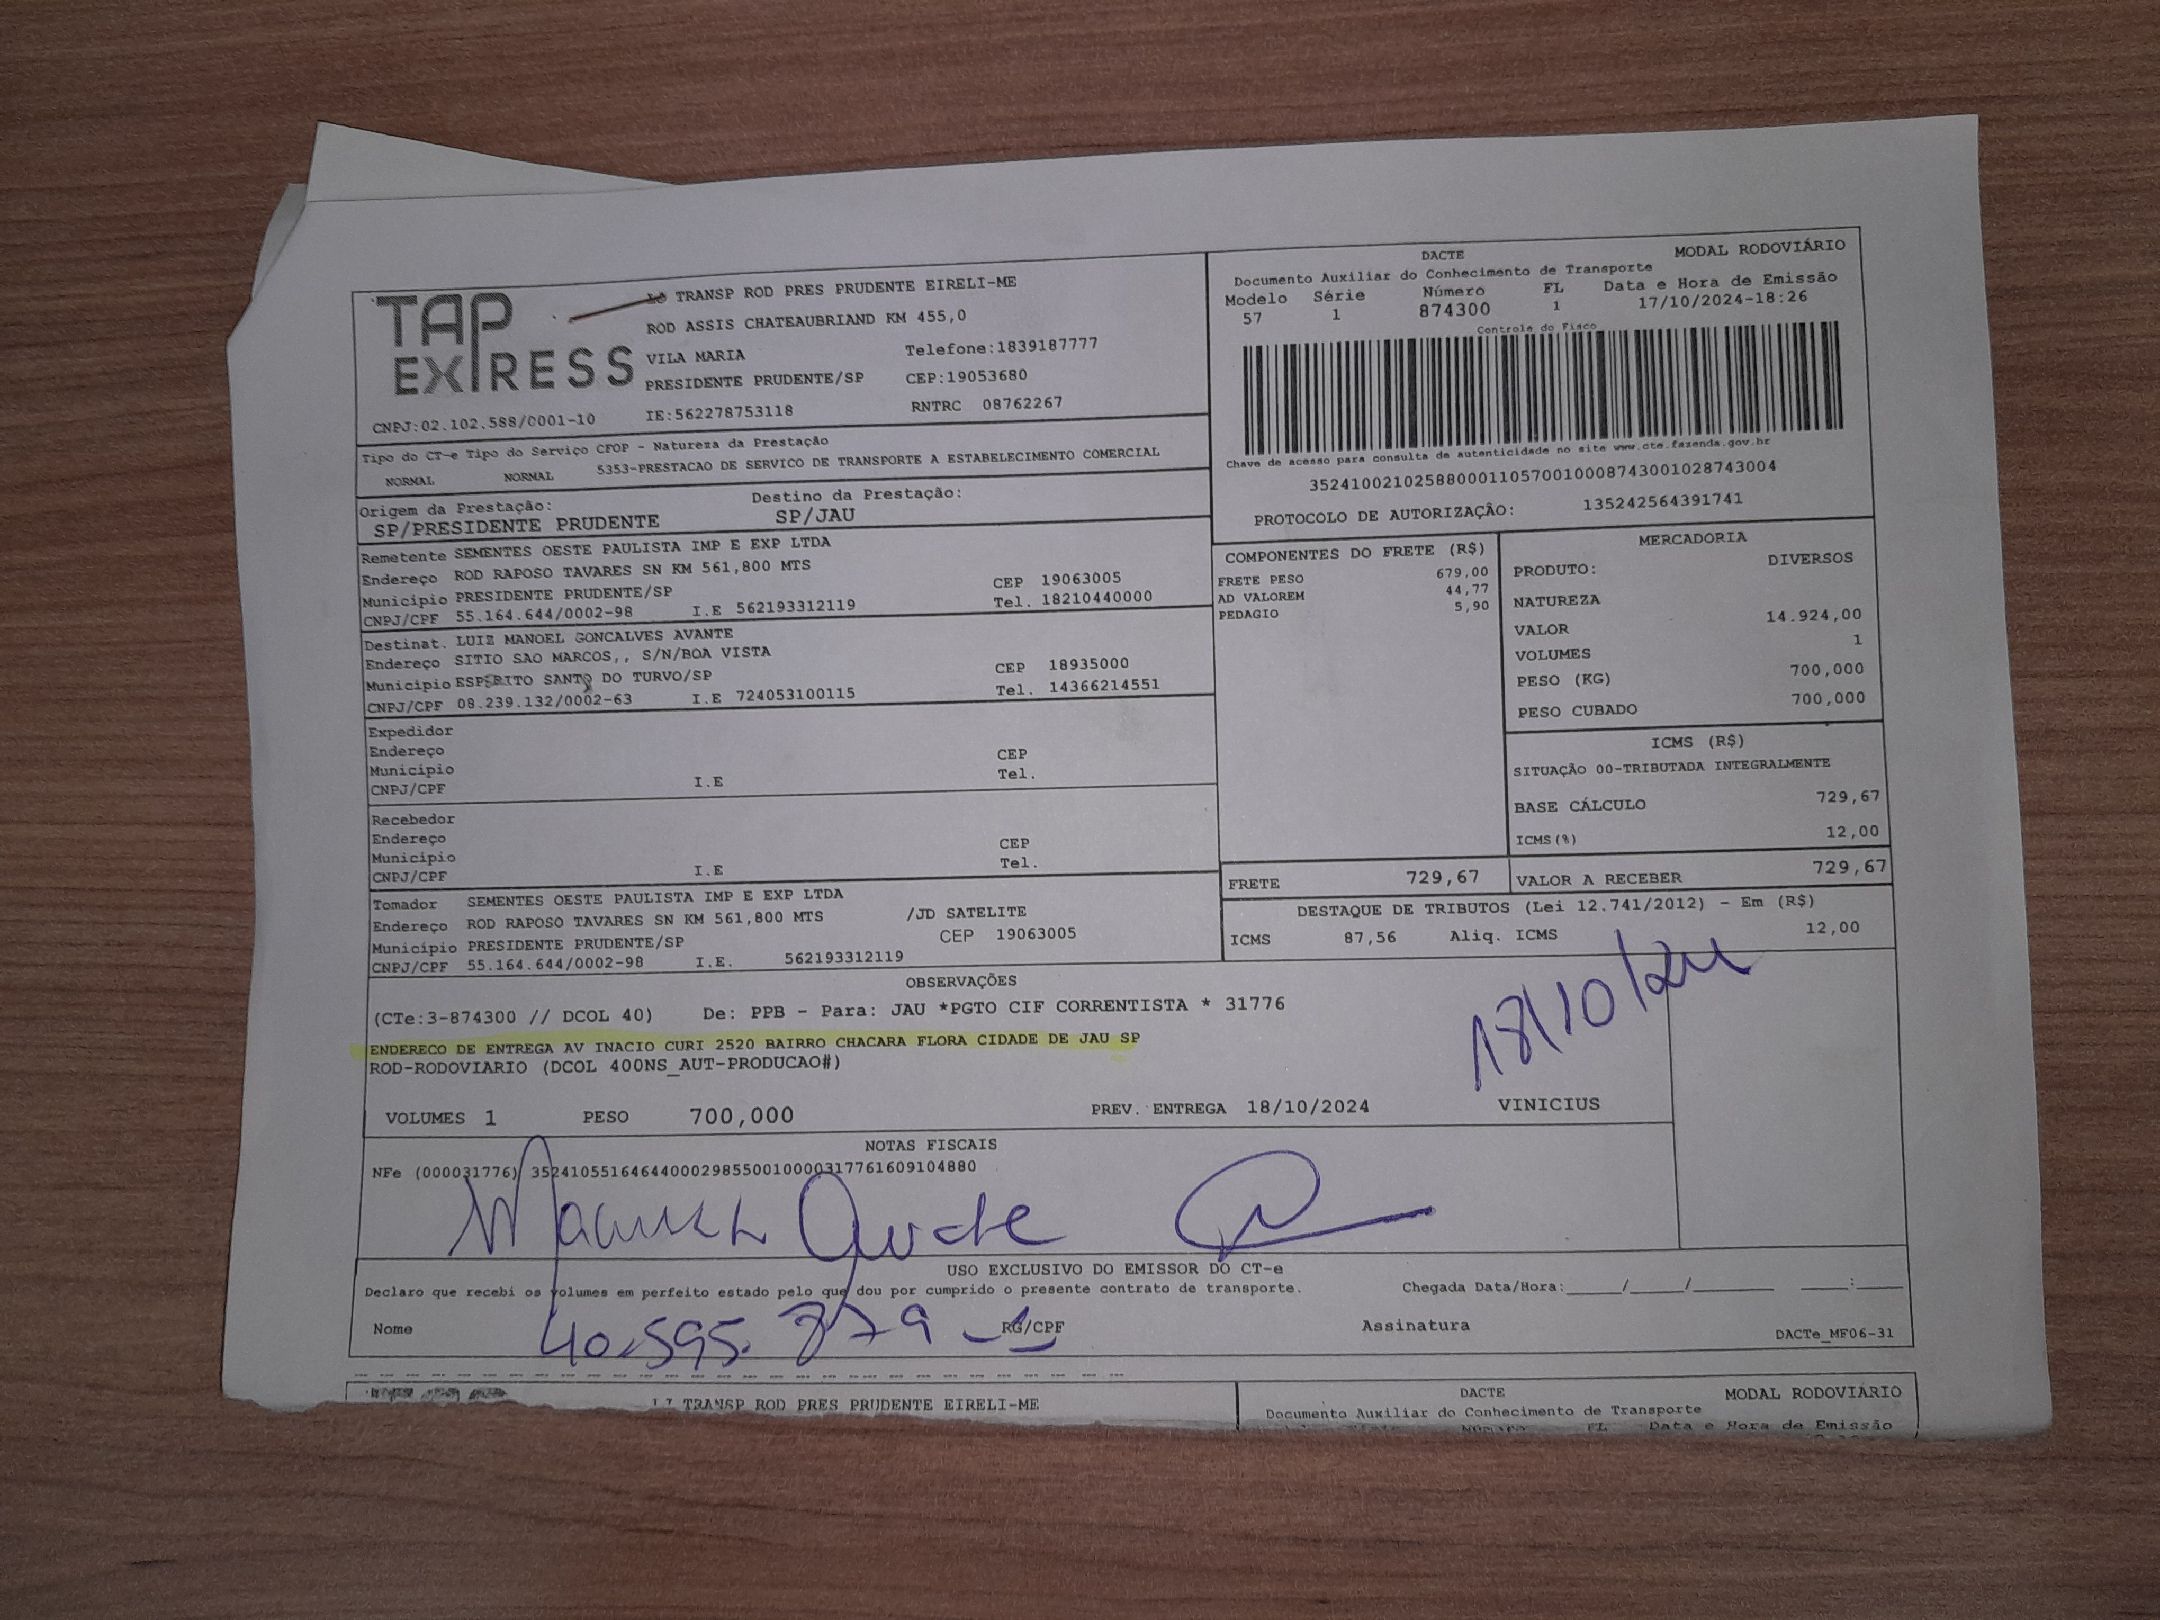 TAP
EXPRESS
TRANSP ROD PRES PRUDENTE EIRELI-ME
ROD ASSIS CHATEAUBRIAND KM 455,0
VILA MARIA Telefone:1839187777
PRESIDENTE PRUDENTE/SP CEP:19053680
CNPJ:02.102.588/0001-10 IE:562278753118 RNTRC 08762267
DACTE MODAL RODOVIÁRIO
Documento Auxiliar do Conhecimento de Transporte
Modelo Série Número FL Data e Hora de Emissão
57 1 874300 1 17/10/2024-18:26
Controle do Fisco
Chave de acesso para consulta de autenticidade no site www.cte.fazenda.gov.br
35241002102588000110570010008743001028743004
PROTOCOLO DE AUTORIZAÇÃO: 135242564391741
Tipo do CT-e Tipo do Serviço CFOP - Natureza da Prestação
NORMAL NORMAL 5353-PRESTACAO DE SERVICO DE TRANSPORTE A ESTABELECIMENTO COMERCIAL
Origem da Prestação: Destino da Prestação:
SP/PRESIDENTE PRUDENTE SP/JAU
Remetente SEMENTES OESTE PAULISTA IMP E EXP LTDA
Endereço ROD RAPOSO TAVARES SN KM 561,800 MTS CEP 19063005
Município PRESIDENTE PRUDENTE/SP Tel. 18210440000
CNPJ/CPF 55.164.644/0002-98 I.E 562193312119
Destinat. LUIZ MANOEL GONCALVES AVANTE
Endereço SITIO SAO MARCOS,, S/N/BOA VISTA CEP 18935000
Município ESPIRITO SANTO DO TURVO/SP Tel. 14366214551
CNPJ/CPF 08.239.132/0002-63 I.E 724053100115
Expedidor
Endereço CEP
Município Tel.
CNPJ/CPF I.E
Recebedor
Endereço CEP
Município Tel.
CNPJ/CPF I.E
Tomador SEMENTES OESTE PAULISTA IMP E EXP LTDA
Endereço ROD RAPOSO TAVARES SN KM 561,800 MTS /JD SATELITE
Município PRESIDENTE PRUDENTE/SP CEP 19063005
CNPJ/CPF 55.164.644/0002-98 I.E. 562193312119
COMPONENTES DO FRETE (R$)
FRETE PESO 679,00
AD VALOREM 44,77
PEDAGIO 5,90
MERCADORIA
PRODUTO: DIVERSOS
NATUREZA
VALOR 14.924,00
VOLUMES 1
PESO (KG) 700,000
PESO CUBADO 700,000
ICMS (R$)
SITUAÇÃO 00-TRIBUTADA INTEGRALMENTE
BASE CÁLCULO 729,67
ICMS(%) 12,00
FRETE 729,67 VALOR A RECEBER 729,67
DESTAQUE DE TRIBUTOS (Lei 12.741/2012) - Em (R$)
ICMS 87,56 Aliq. ICMS 12,00
OBSERVAÇÕES
(CTe:3-874300 // DCOL 40) De: PPB - Para: JAU *PGTO CIF CORRENTISTA * 31776
ENDERECO DE ENTREGA AV INACIO CURI 2520 BAIRRO CHACARA FLORA CIDADE DE JAU SP
ROD-RODOVIARIO (DCOL 400NS_AUT-PRODUCAO#)
18/10/24
VOLUMES 1 PESO 700,000 PREV. ENTREGA 18/10/2024 VINICIUS
NOTAS FISCAIS
NFe (000031776) 35241055164644000298550010000317761609104880
USO EXCLUSIVO DO EMISSOR DO CT-e
Declaro que recebi os volumes em perfeito estado pelo que dou por cumprido o presente contrato de transporte. Chegada Data/Hora:_____/_____/________ _____:_____
Nome RG/CPF Assinatura DACTe_MF06-31
TRANSP ROD PRES PRUDENTE EIRELI-ME
DACTE MODAL RODOVIÁRIO
Documento Auxiliar do Conhecimento de Transporte
FL Data e Hora de Emissão